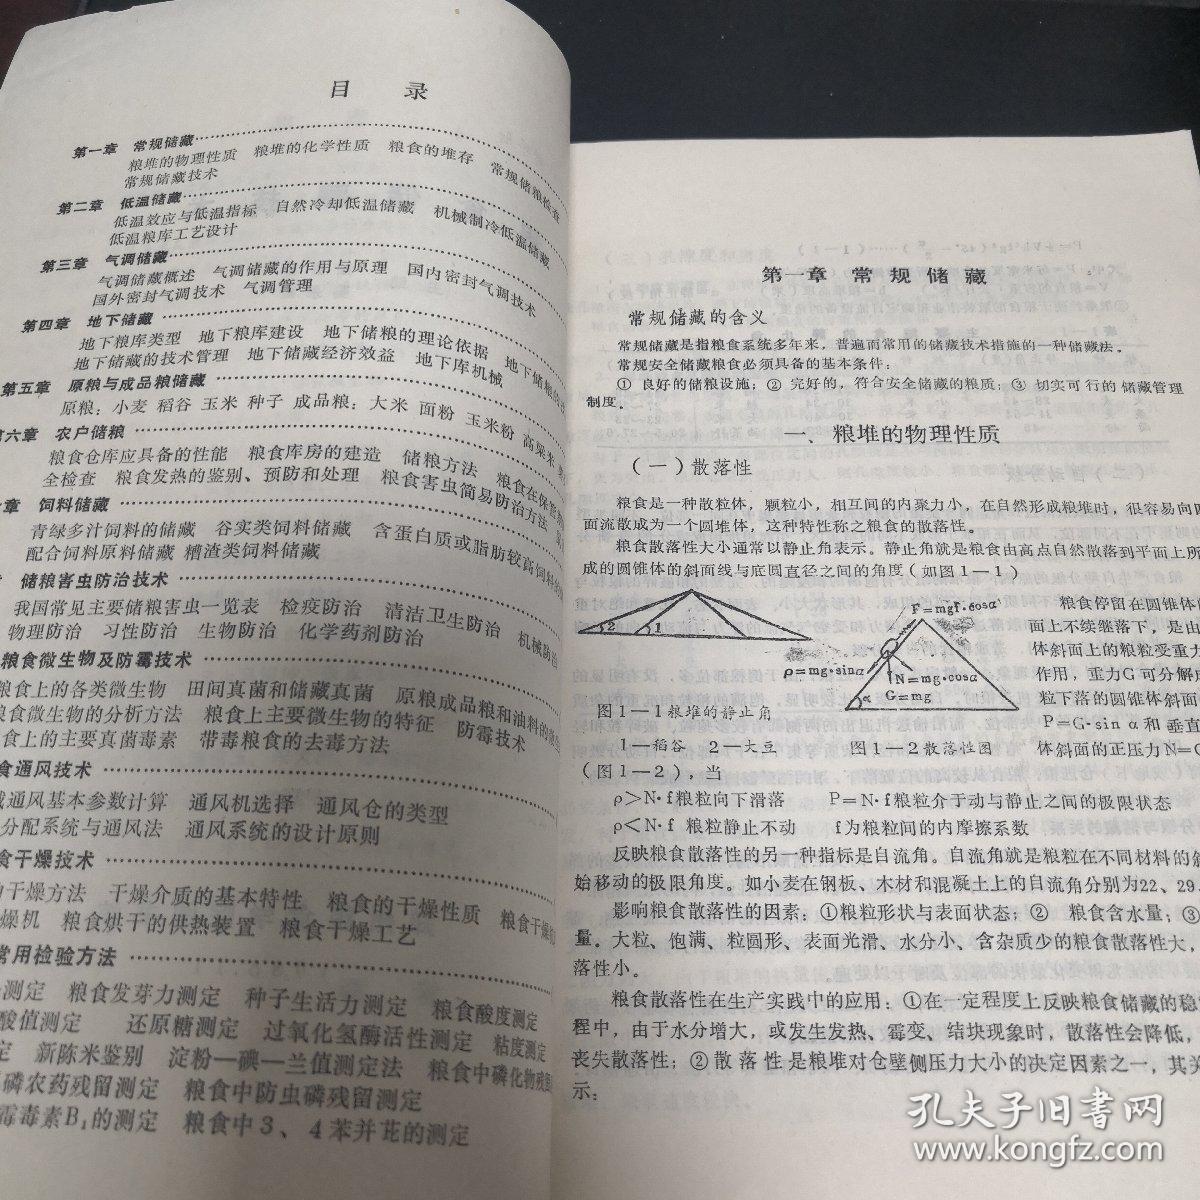 目 录
第一章 常规储藏
粮堆的物理性质 粮堆的化学性质 粮食的堆存 常规储粮检查
常规储藏技术
第二章 低温储藏
低温效应与低温指标 自然冷却低温储藏 机械制冷低温储藏
低温粮库工艺设计
第三章 气调储藏
气调储藏概述 气调储藏的作用与原理 国内密封气调技术
国外密封气调技术 气调管理
第四章 地下储藏
地下粮库类型 地下粮库建设 地下储粮的理论依据 地下储粮的
地下储藏的技术管理 地下储藏经济效益 地下库机械
第五章 原粮与成品粮储藏
原粮：小麦 稻谷 玉米 种子 成品粮：大米 面粉 玉米粉 高粱米
第六章 农户储粮
粮食仓库应具备的性能 粮食库房的建造 储粮方法 粮食在保管
全检查 粮食发热的鉴别、预防和处理 粮食害虫简易防治方法
章 饲料储藏
青绿多汁饲料的储藏 谷实类饲料储藏 含蛋白质或脂肪较高饲料的
配合饲料原料储藏 糟渣类饲料储藏
储粮害虫防治技术
我国常见主要储粮害虫一览表 检疫防治 清洁卫生防治 机械防治
物理防治 习性防治 生物防治 化学药剂防治
粮食微生物及防霉技术
粮食上的各类微生物 田间真菌和储藏真菌 原粮成品粮和油料的
粮食微生物的分析方法 粮食上主要微生物的特征 防霉技术
食上的主要真菌毒素 带毒粮食的去毒方法
食通风技术
通风基本参数计算 通风机选择 通风仓的类型
分配系统与通风法 通风系统的设计原则
食干燥技术
干燥方法 干燥介质的基本特性 粮食的干燥性质 粮食干燥
燥机 粮食烘干的供热装置 粮食干燥工艺
常用检验方法
测定 粮食发芽力测定 种子生活力测定 粮食酸度测定
酸值测定 还原糖测定 过氧化氢酶活性测定 粘度测定
定 新陈米鉴别 淀粉—碘—兰值测定法 粮食中磷化物残留
磷农药残留测定 粮食中防虫磷残留测定
霉毒素B₁的测定 粮食中3、4苯并芘的测定
第一章 常规储藏
常规储藏的含义
常规储藏是指粮食系统多年来，普遍而常用的储藏技术措施的一种储藏法。
常规安全储藏粮食必须具备的基本条件：
① 良好的储粮设施；② 完好的，符合安全储藏的粮质；③ 切实可行的储藏管理
制度。
一、粮堆的物理性质
（一）散落性
粮食是一种散粒体，颗粒小，相互间的内聚力小，在自然形成粮堆时，很容易向四
面流散成为一个圆堆体，这种特性称之粮食的散落性。
粮食散落性大小通常以静止角表示。静止角就是粮食由高点自然散落到平面上所
成的圆锥体的斜面线与底圆直径之间的角度（如图1—1）
2 1
F=mgf·cosα
ρ=mg·sinα
N=mg·cosα
G=mg
α
粮食停留在圆锥体的
面上不续继落下，是由
体斜面上的粮粒受重力
作用，重力G可分解成
粒下落的圆锥体斜面
P=G·sin α和垂直
体斜面的正压力N=G
图1—1粮堆的静止角
1—稻谷 2—大豆 图1—2散落性图
（图1—2），当
ρ＞N·f粮粒向下滑落 P=N·f粮粒介于动与静止之间的极限状态
ρ＜N·f 粮粒静止不动 f为粮粒间的内摩擦系数
反映粮食散落性的另一种指标是自流角。自流角就是粮粒在不同材料的斜
始移动的极限角度。如小麦在钢板、木材和混凝土上的自流角分别为22、29
影响粮食散落性的因素：①粮粒形状与表面状态；② 粮食含水量；③
量。大粒、饱满、粒圆形、表面光滑、水分小、含杂质少的粮食散落性大，
落性小。
粮食散落性在生产实践中的应用：①在一定程度上反映粮食储藏的稳
程中，由于水分增大，或发生发热、霉变、结块现象时，散落性会降低，
丧失散落性；②散落性是粮堆对仓壁侧压力大小的决定因素之一，其关
示：
孔夫子旧书网
www.kongfz.com